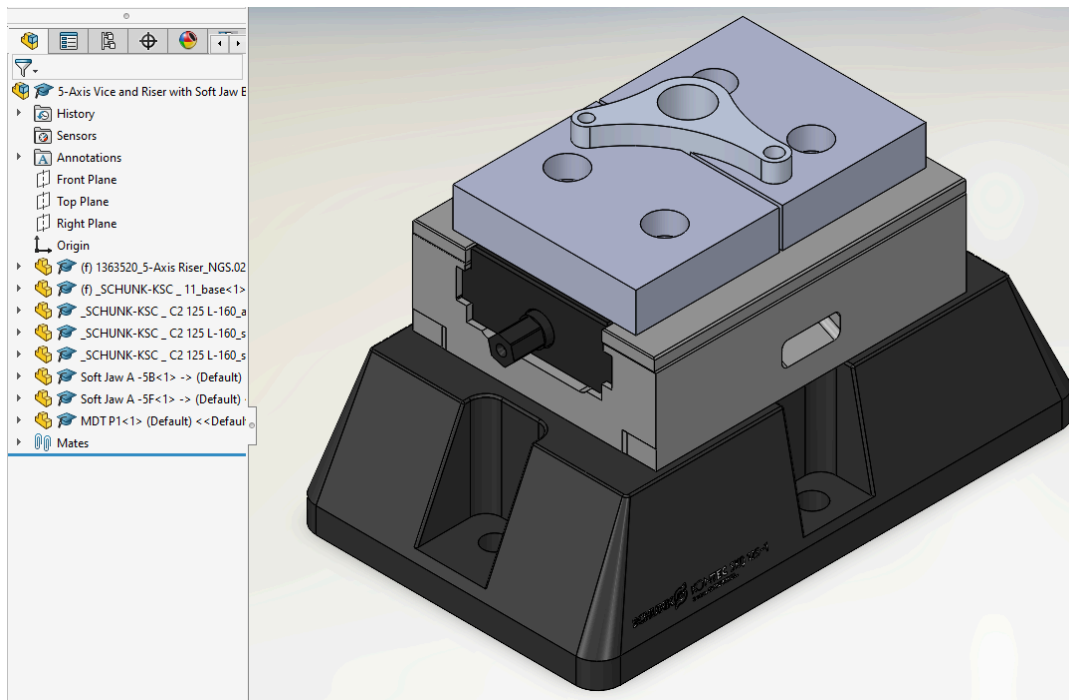 5-Axis Vice and Riser with Soft Jaw E
History
Sensors
A Annotations
Front Plane
Top Plane
Right Plane
Origin
(f) 1363520_5-Axis Riser_NGS.02
(f) _SCHUNK-KSC _ 11_base<1>
_SCHUNK-KSC _ C2 125 L-160_a
_SCHUNK-KSC _ C2 125 L-160_s
_SCHUNK-KSC _ C2 125 L-160_s
Soft Jaw A -5B<1> -> (Default)
Soft Jaw A -5F<1> -> (Default)
MDT P1<1> (Default) <<Defaul
Mates
SCHUNK